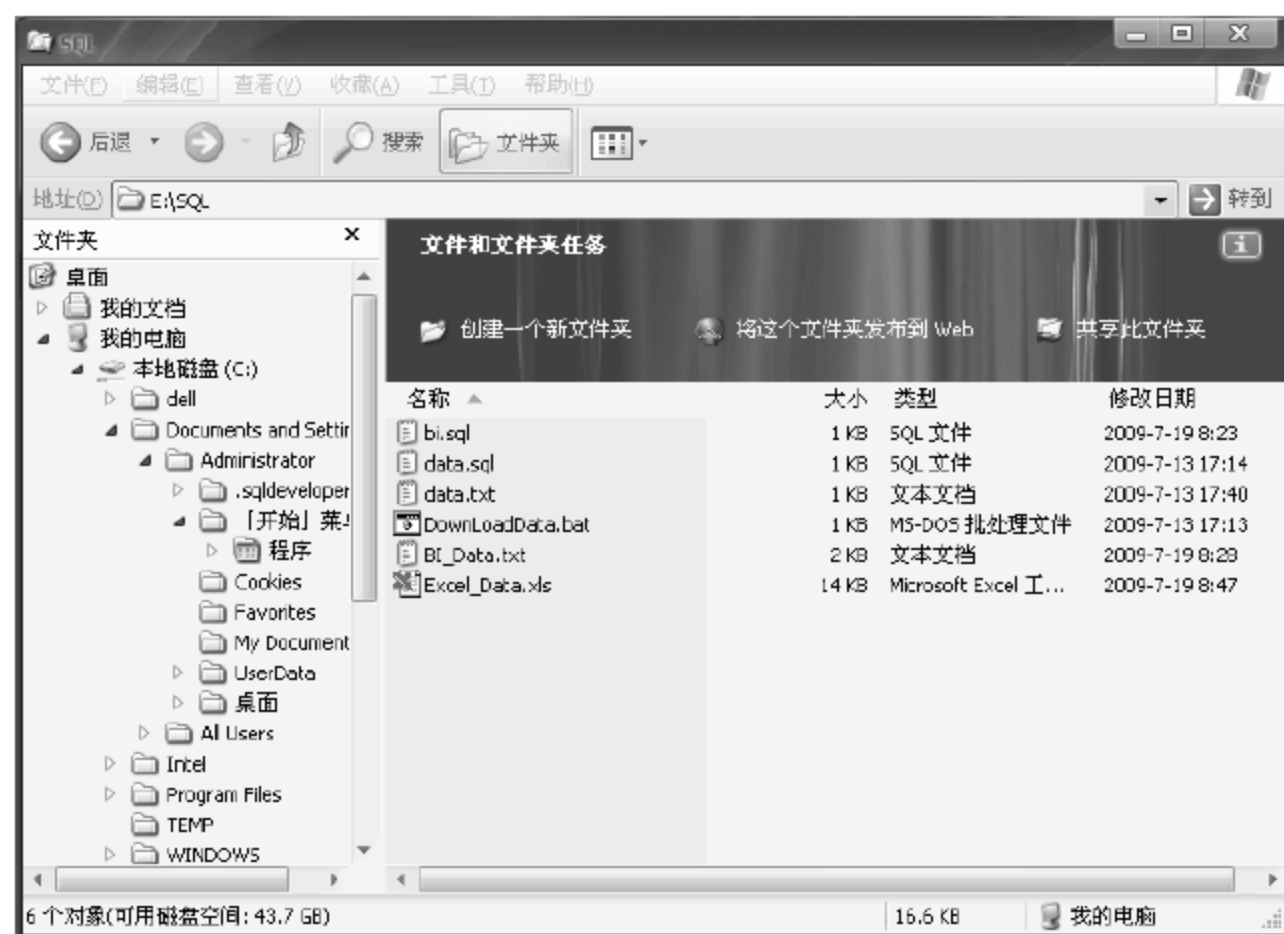 SQL
文件(F) 编辑(E) 查看(V) 收藏(A) 工具(T) 帮助(H)
后退 搜索 文件夹
地址(D) E:\SQL 转到
文件夹
桌面
我的文档
我的电脑
本地磁盘 (C:)
dell
Documents and Settir
Administrator
.sqldeveloper
「开始」菜
程序
Cookies
Favorites
My Document
UserData
桌面
All Users
Intel
Program Files
TEMP
WINDOWS
文件和文件夹任务
创建一个新文件夹 将这个文件夹发布到 Web 共享此文件夹
名称 大小 类型 修改日期
bi.sql 1 KB SQL 文件 2009-7-19 8:23
data.sql 1 KB SQL 文件 2009-7-13 17:14
data.txt 1 KB 文本文档 2009-7-13 17:40
DownLoadData.bat 1 KB MS-DOS 批处理文件 2009-7-13 17:13
BI_Data.txt 2 KB 文本文档 2009-7-19 8:28
Excel_Data.xls 14 KB Microsoft Excel 工... 2009-7-19 8:47
6 个对象(可用磁盘空间: 43.7 GB) 16.6 KB 我的电脑